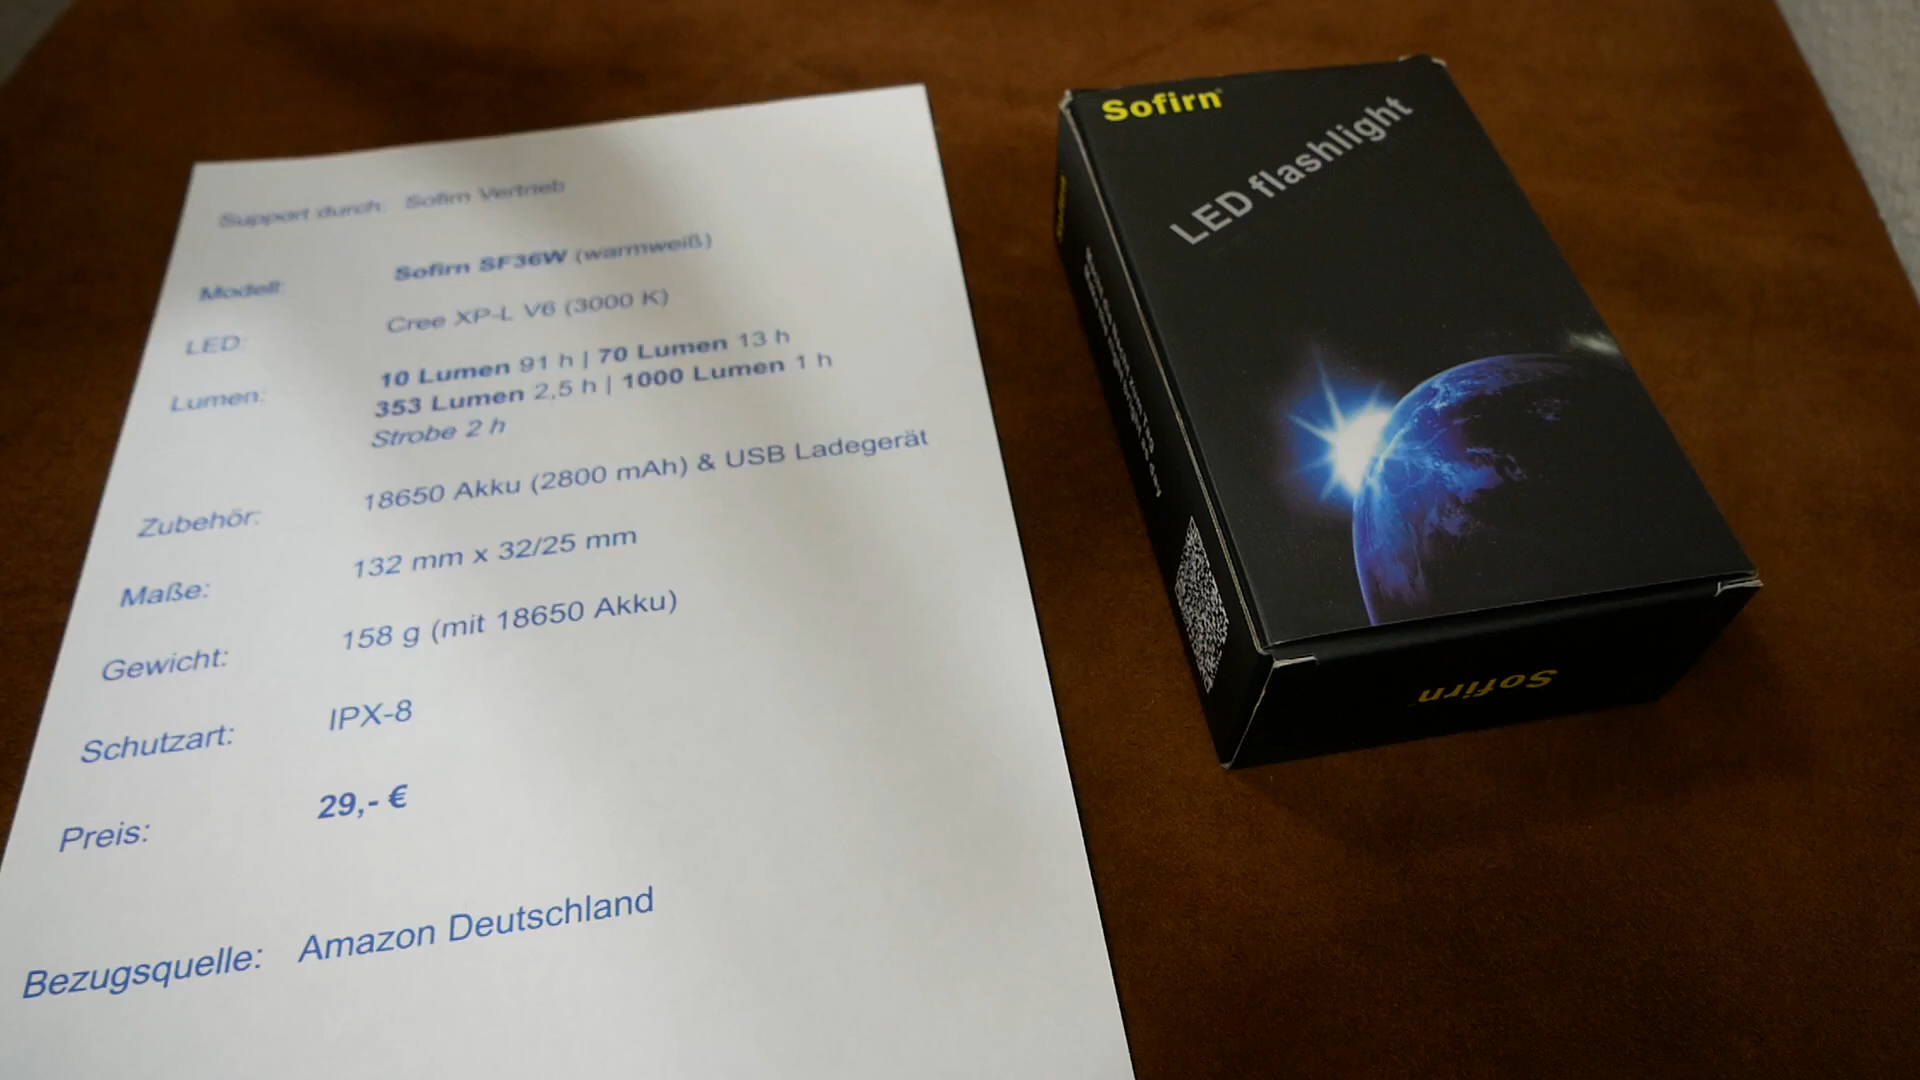 Support durch: Sofirn Vertrieb
Modell: Sofirn SF36W (warmweiß)
LED: Cree XP-L V6 (3000 K)
Lumen: 10 Lumen 91 h | 70 Lumen 13 h
353 Lumen 2,5 h | 1000 Lumen 1 h
Strobe 2 h
Zubehör: 18650 Akku (2800 mAh) & USB Ladegerät
Maße: 132 mm x 32/25 mm
Gewicht: 158 g (mit 18650 Akku)
Schutzart: IPX-8
Preis: 29,- €
Bezugsquelle: Amazon Deutschland
Sofirn
LED flashlight
Sofirn
Sofirn